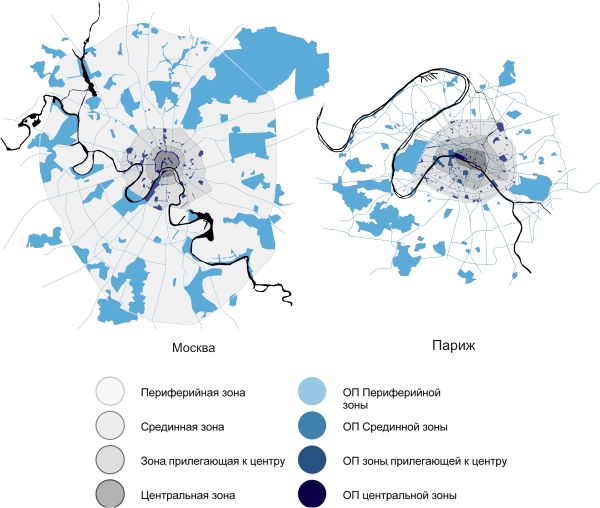 Москва
Париж
Периферийная зона
ОП Периферийной
зоны
Срединная зона
ОП Срединной зоны
Зона, прилегающая к центру
ОП зоны, прилегающей к центру
Центральная зона
ОП центральной зоны